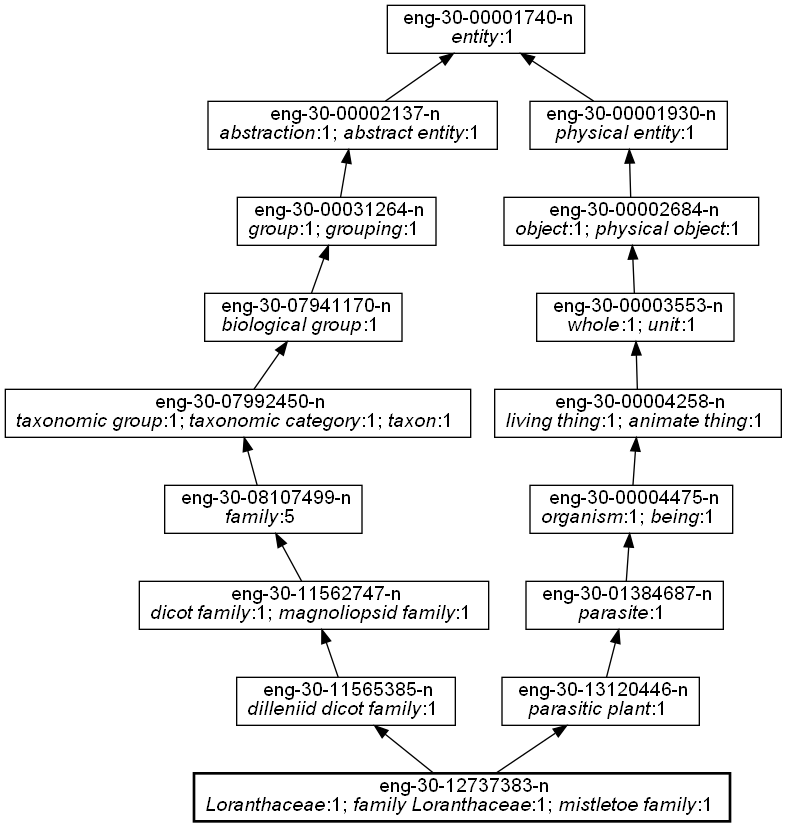 eng-30-00001740-n
entity:1
eng-30-00002137-n
abstraction:1; abstract entity:1
eng-30-00001930-n
physical entity:1
eng-30-00031264-n
group:1; grouping:1
eng-30-00002684-n
object:1; physical object:1
eng-30-07941170-n
biological group:1
eng-30-00003553-n
whole:1; unit:1
eng-30-07992450-n
taxonomic group:1; taxonomic category:1; taxon:1
eng-30-00004258-n
living thing:1; animate thing:1
eng-30-08107499-n
family:5
eng-30-00004475-n
organism:1; being:1
eng-30-11562747-n
dicot family:1; magnoliopsid family:1
eng-30-01384687-n
parasite:1
eng-30-11565385-n
dilleniid dicot family:1
eng-30-13120446-n
parasitic plant:1
eng-30-12737383-n
Loranthaceae:1; family Loranthaceae:1; mistletoe family:1